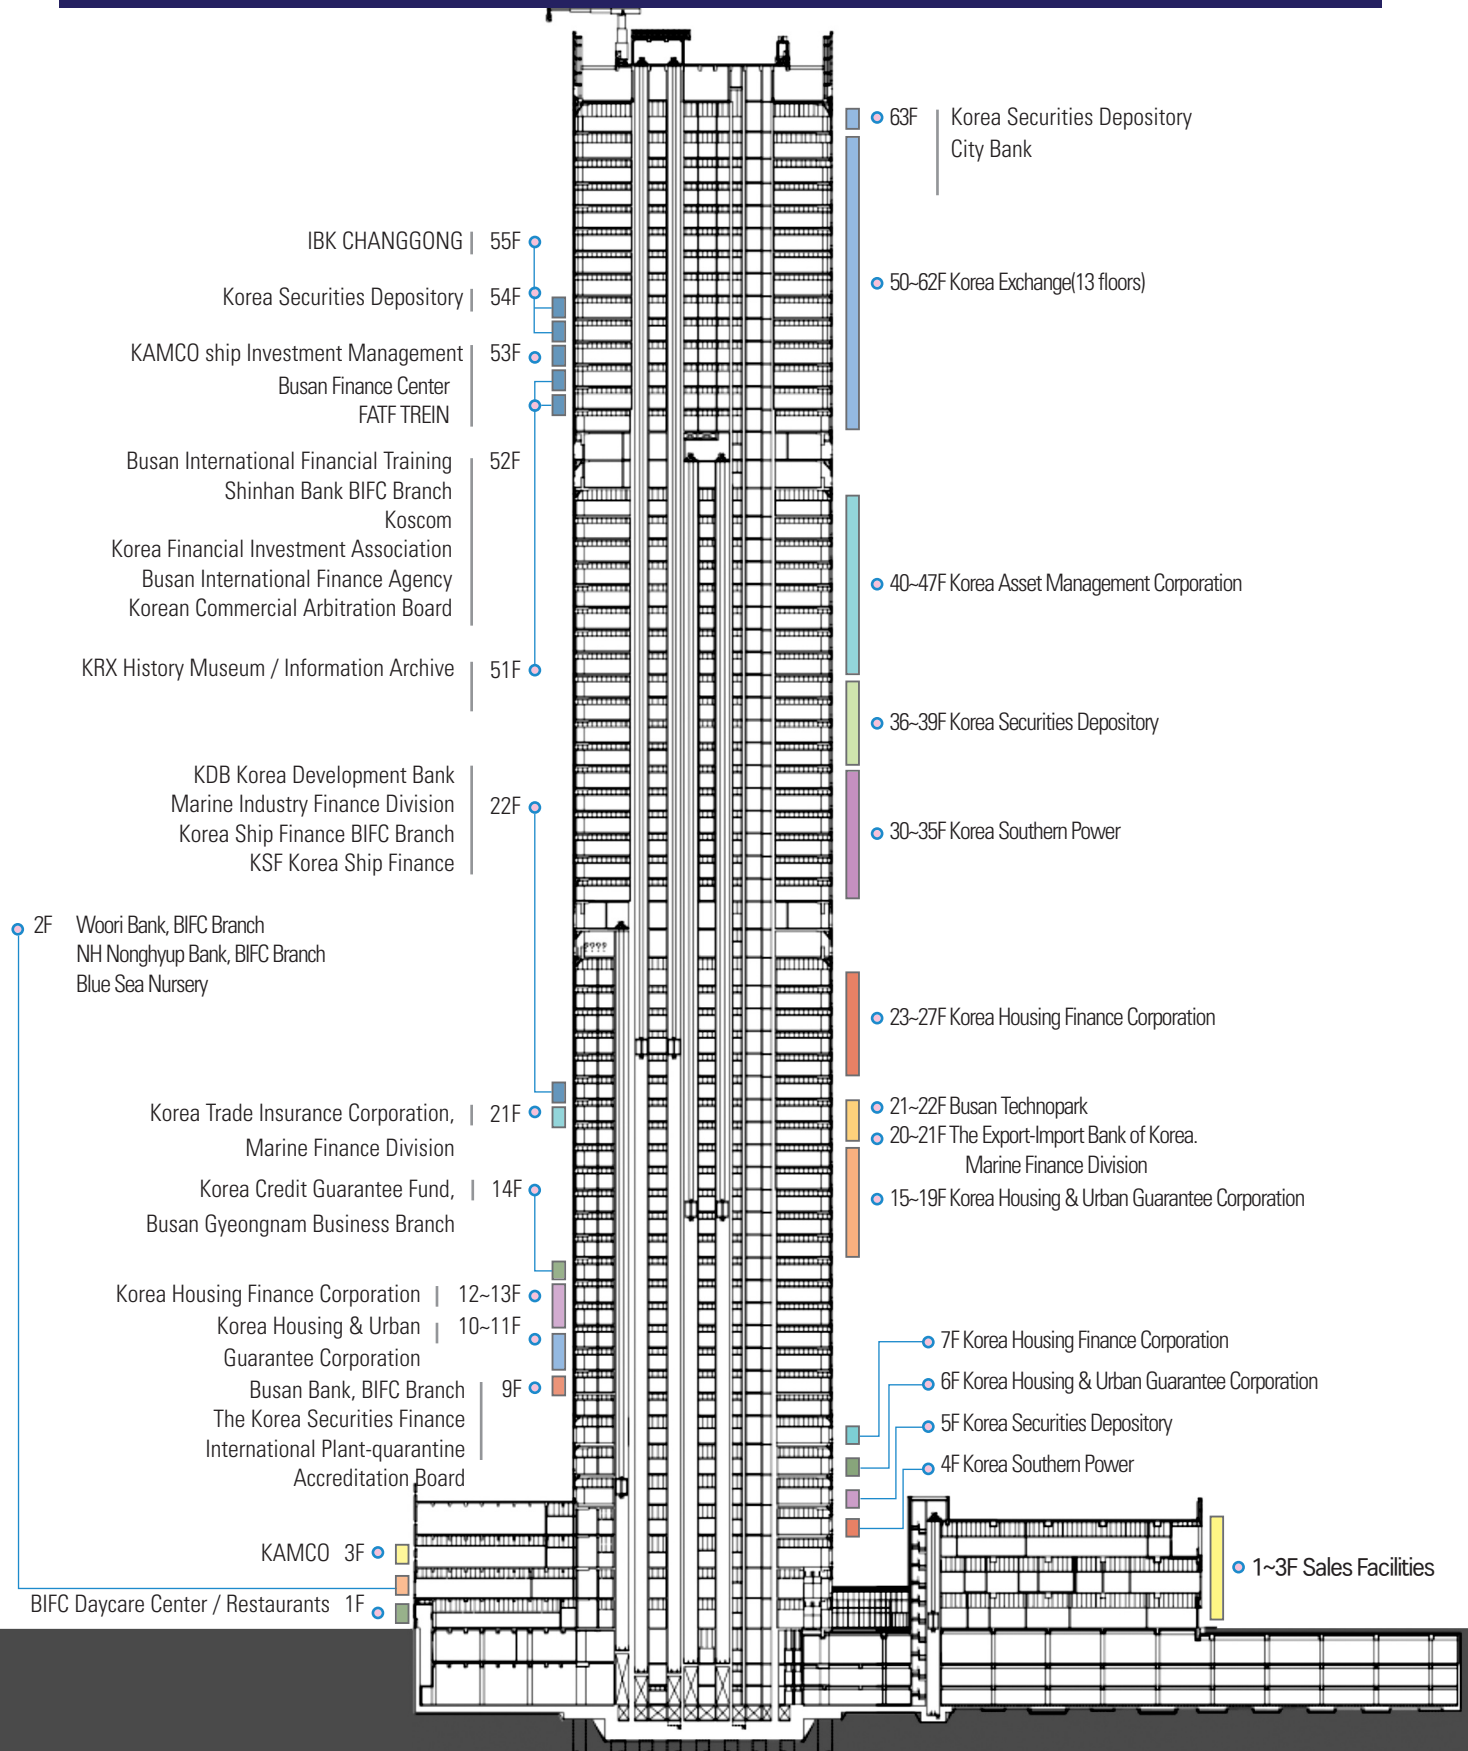 63F
Korea Securities Depository
City Bank
IBK CHANGGONG | 55F
Korea Securities Depository | 54F
50~62F Korea Exchange(13 floors)
KAMCO ship Investment Management
53F
Busan Finance Center
FATF TREIN
Busan International Financial Training
52F
Shinhan Bank BIFC Branch
Koscom
Korea Financial Investment Association
Busan International Finance Agency
Korean Commercial Arbitration Board
40~47F Korea Asset Management Corporation
KRX History Museum / Information Archive
51F
36~39F Korea Securities Depository
KDB Korea Development Bank
Marine Industry Finance Division
22F
Korea Ship Finance BIFC Branch
KSF Korea Ship Finance
30~35F Korea Southern Power
2F Woori Bank, BIFC Branch
NH Nonghyup Bank, BIFC Branch
Blue Sea Nursery
23~27F Korea Housing Finance Corporation
Korea Trade Insurance Corporation, | 21F
Marine Finance Division
21~22F Busan Technopark
20~21F The Export-Import Bank of Korea.
Marine Finance Division
Korea Credit Guarantee Fund, | 14F
Busan Gyeongnam Business Branch
15~19F Korea Housing & Urban Guarantee Corporation
Korea Housing Finance Corporation | 12~13F
Korea Housing & Urban | 10~11F
Guarantee Corporation
Busan Bank, BIFC Branch
9F
The Korea Securities Finance
International Plant-quarantine
Accreditation Board
7F Korea Housing Finance Corporation
6F Korea Housing & Urban Guarantee Corporation
5F Korea Securities Depository
4F Korea Southern Power
KAMCO 3F
BIFC Daycare Center / Restaurants 1F
1~3F Sales Facilities